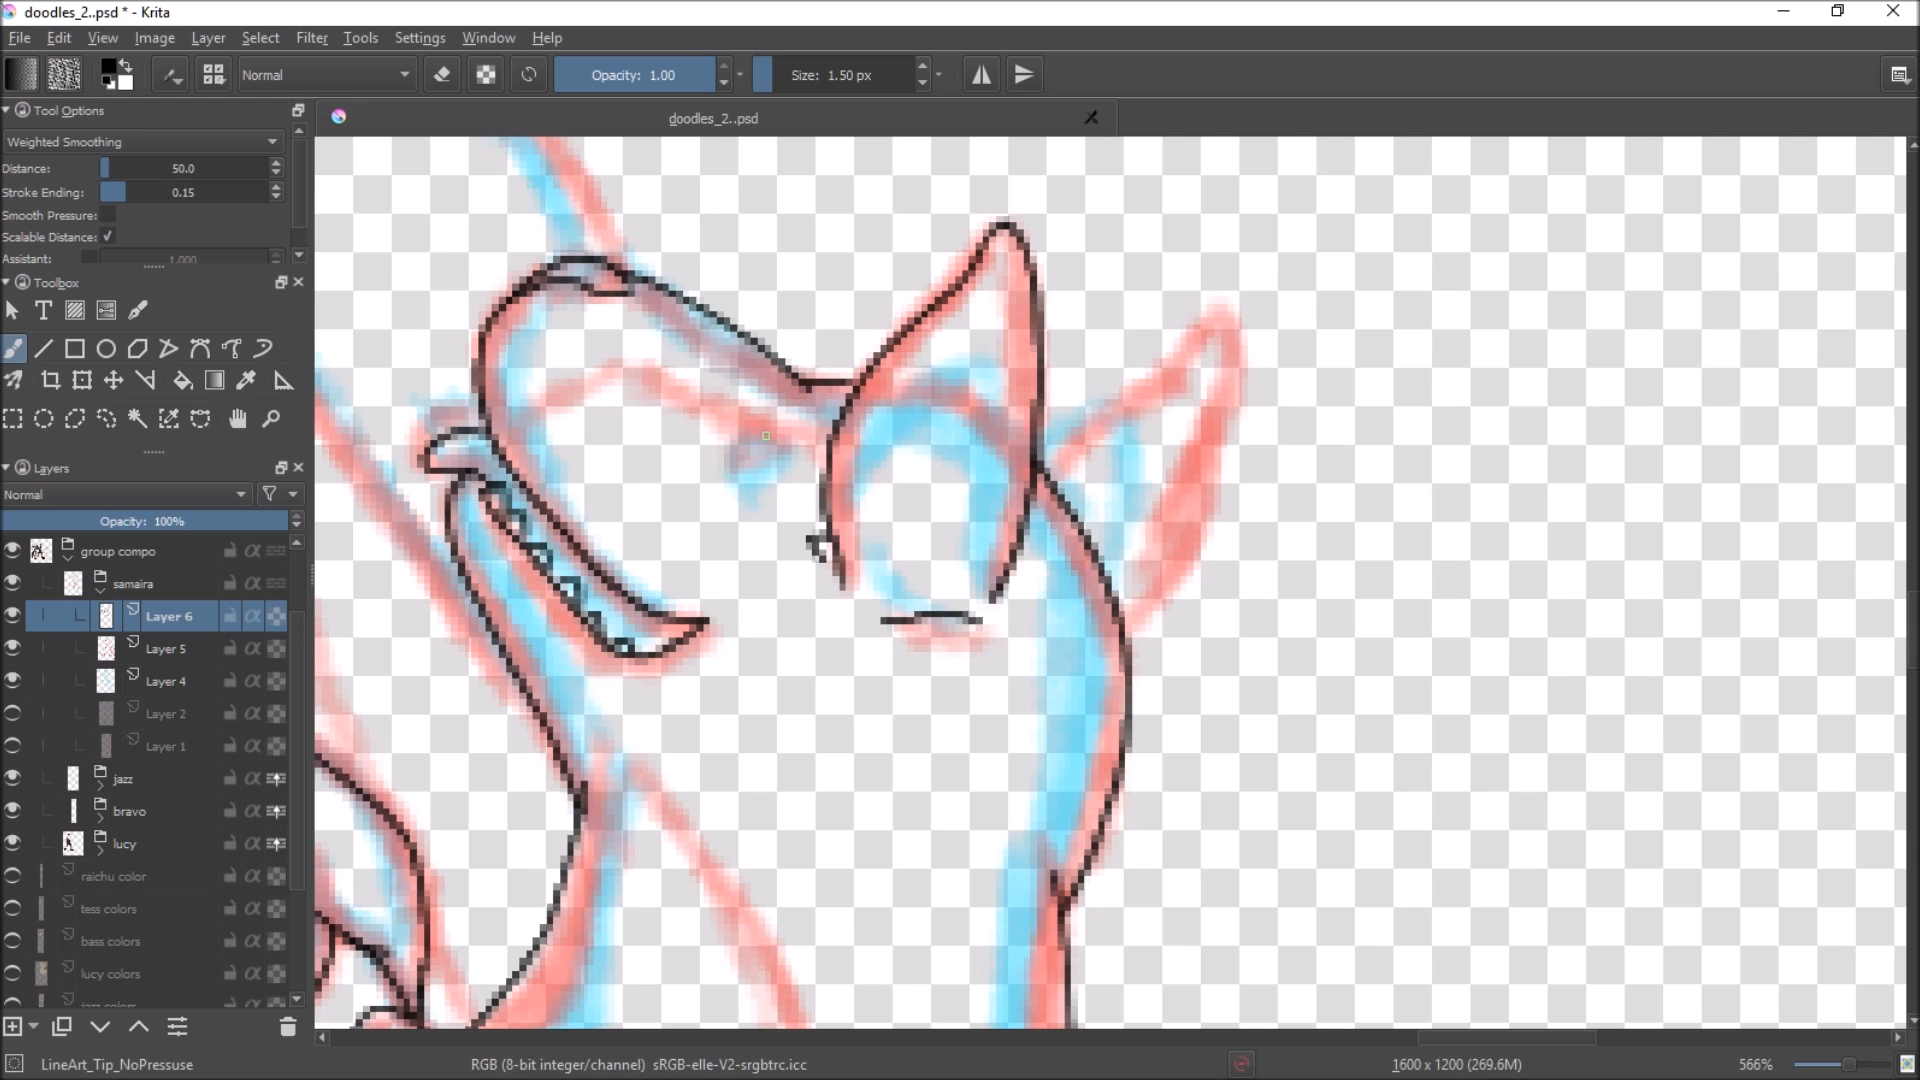 doodles_2..psd * - Krita
File Edit View Image Layer Select Filter Tools Settings Window Help
Normal
Opacity: 1.00
Size: 1.50 px
Tool Options
doodles_2..psd
Weighted Smoothing
Distance: 50.0
Stroke Ending: 0.15
Smooth Pressure:
Scalable Distance:
Assistant: 1.000
Toolbox
Layers
Normal
Opacity: 100%
group compo
samaira
Layer 6
Layer 5
Layer 4
Layer 2
Layer 1
jazz
bravo
lucy
raichu color
tess colors
bass colors
lucy colors
jazz colors
LineArt_Tip_NoPressuse
RGB (8-bit integer/channel) sRGB-elle-V2-srgbtrc.icc
1600 x 1200 (269.6M)
566%